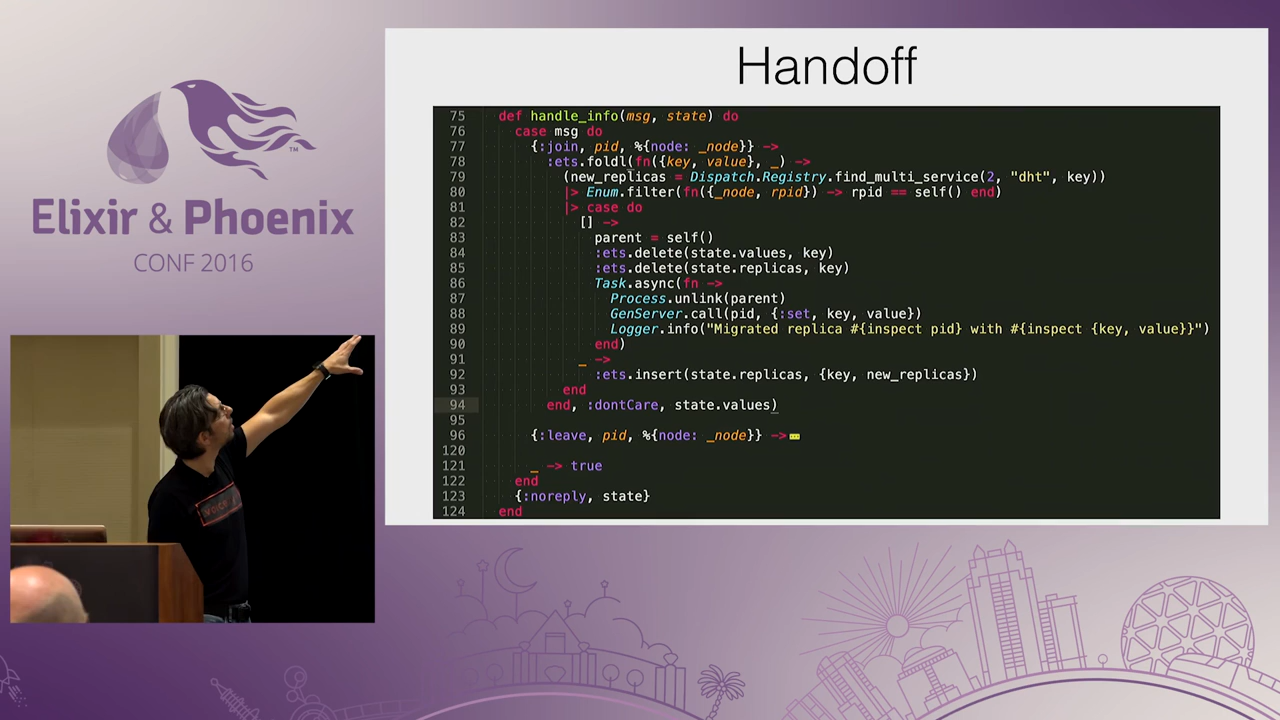 Elixir & Phoenix
CONF 2016
TM
Handoff
75 def handle_info(msg, state) do
76 case msg do
77 {:join, pid, %{node: _node}} ->
78 :ets.foldl(fn({key, value}, _) ->
79 (new_replicas = Dispatch.Registry.find_multi_service(2, "dht", key))
80 |> Enum.filter(fn({_node, rpid}) -> rpid == self() end)
81 |> case do
82 [] ->
83 parent = self()
84 :ets.delete(state.values, key)
85 :ets.delete(state.replicas, key)
86 Task.async(fn ->
87 Process.unlink(parent)
88 GenServer.call(pid, {:set, key, value})
89 Logger.info("Migrated replica #{inspect pid} with #{inspect {key, value}}")
90 end)
91 _ ->
92 :ets.insert(state.replicas, {key, new_replicas})
93 end
94 end, :dontCare, state.values)
95
96 {:leave, pid, %{node: _node}} ->
120
121 _ -> true
122 end
123 {:noreply, state}
124 end